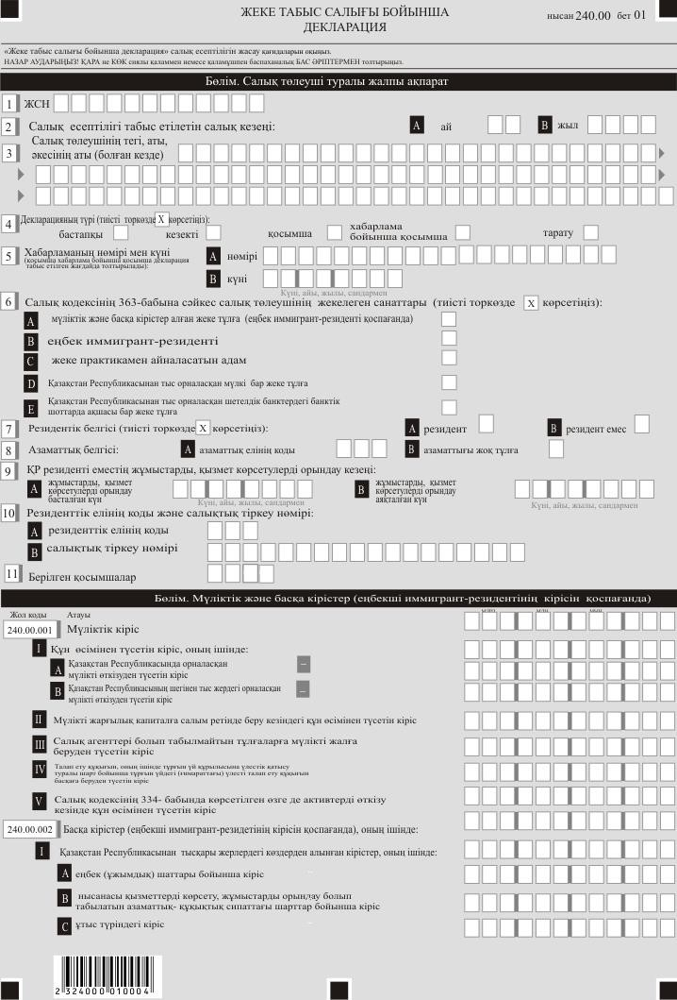 ЖЕКЕ ТАБЫС САЛЫҒЫ БОЙЫНША
ДЕКЛАРАЦИЯ
нысан 240.00 бет 01
«Жеке табыс салығы бойынша декларация» салық есептілігін жасау қағидаларын оқыңыз.
НАЗАР АУДАРЫҢЫЗ! ҚАРА не КӨК сиялы қаламмен немесе қаламұшпен баспаханалық БАС ӘРІПТЕРМЕН толтырыңыз.
Бөлім. Салық төлеуші туралы жалпы ақпарат
1 ЖСН
2 Салық есептілігі табыс етілетін салық кезеңі: A ай B жыл
3 Салық төлеушінің тегі, аты,
әкесінің аты (болған кезде)
4 Декларацияның түрі (тиісті торкөзде X көрсетіңіз):
бастапқы кезекті қосымша хабарлама
бойынша қосымша тарату
5 Хабарламаның нөмірі мен күні A нөмірі
(қосымша хабарлама бойынша қосымша декларация
табыс етілген жағдайда толтырылады):
B күні
Күні, айы, жылы, сандармен
6 Салық кодексінің 363-бабына сәйкес салық төлеушінің жекелеген санаттары (тиісті торкөзде X көрсетіңіз):
A мүліктік және басқа кірістер алған жеке тұлға (еңбек иммигрант-резиденті қоспағанда)
B еңбек иммигрант-резиденті
C жеке практикамен айналасатын адам
D Қазақстан Республикасынан тыс орналасқан мүлкі бар жеке тұлға
E Қазақстан Республикасынан тыс орналасқан шетелдік банктердегі банктік
шоттарда ақшасы бар жеке тұлға
7 Резиденттік белгісі (тиісті торкөзде X көрсетіңіз): A резидент B резидент емес
8 Азаматтық белгісі: A азаматтық елінің коды B азаматтығы жоқ тұлға
9 ҚР резиденті еместің жұмыстарды, қызмет көрсетулерді орындау кезеңі:
A жұмыстарды, қызмет
көрсетулерді орындау
басталған күн
Күні, айы, жылы, сандармен
B жұмыстарды, қызмет
көрсетулерді орындау
аяқталған күн
Күні, айы, жылы, сандармен
10 Резиденттік елінің коды және салықтық тіркеу нөмірі:
A резиденттік елінің коды
B салықтық тіркеу нөмірі
11 Берілген қосымшалар
Бөлім. Мүліктік және басқа кірістер (еңбекші иммигрант-резидентінің кірісін қоспағанда)
Жол коды Атауы
240.00.001 Мүліктік кіріс
I Құн өсімінен түсетін кіріс, оның ішінде:
A Қазақстан Республикасында орналасқан
мүлікті өткізуден түсетін кіріс
B Қазақстан Республикасының шегінен тыс жердегі орналасқан
мүлікті өткізуден түсетін кіріс
II Мүлікті жарғылық капиталға салым ретінде беру кезіндегі құн өсімінен түсетін кіріс
III Салық агенттері болып табылмайтын тұлғаларға мүлікті жалға
беруден түсетін кіріс
IV Талап ету құқығын, оның ішінде тұрғын үй құрылысына үлестік қатысу
туралы шарт бойынша тұрғын үйдегі (ғимараттағы) үлесті талап ету құқығын
басқаға беруден түсетін кіріс
V Салық кодексінің 334- бабында көрсетілген өзге де активтерді өткізу
кезінде құн өсімінен түсетін кіріс
240.00.002 Басқа кірістер (еңбекші иммигрант-резидетінің кірісін қоспағанда), оның ішінде:
I Қазақстан Республикасынан тысқары жерлердегі көздерден алынған кірістер, оның ішінде:
A еңбек (ұжымдық) шаттары бойынша кіріс
B нысанасы қызметтерді көрсету, жұмыстарды орындау болып
табылатын азаматтық- құқықтық сипаттағы шарттар бойынша кіріс
C ұтыс түріндегі кіріс
2 324000 010004